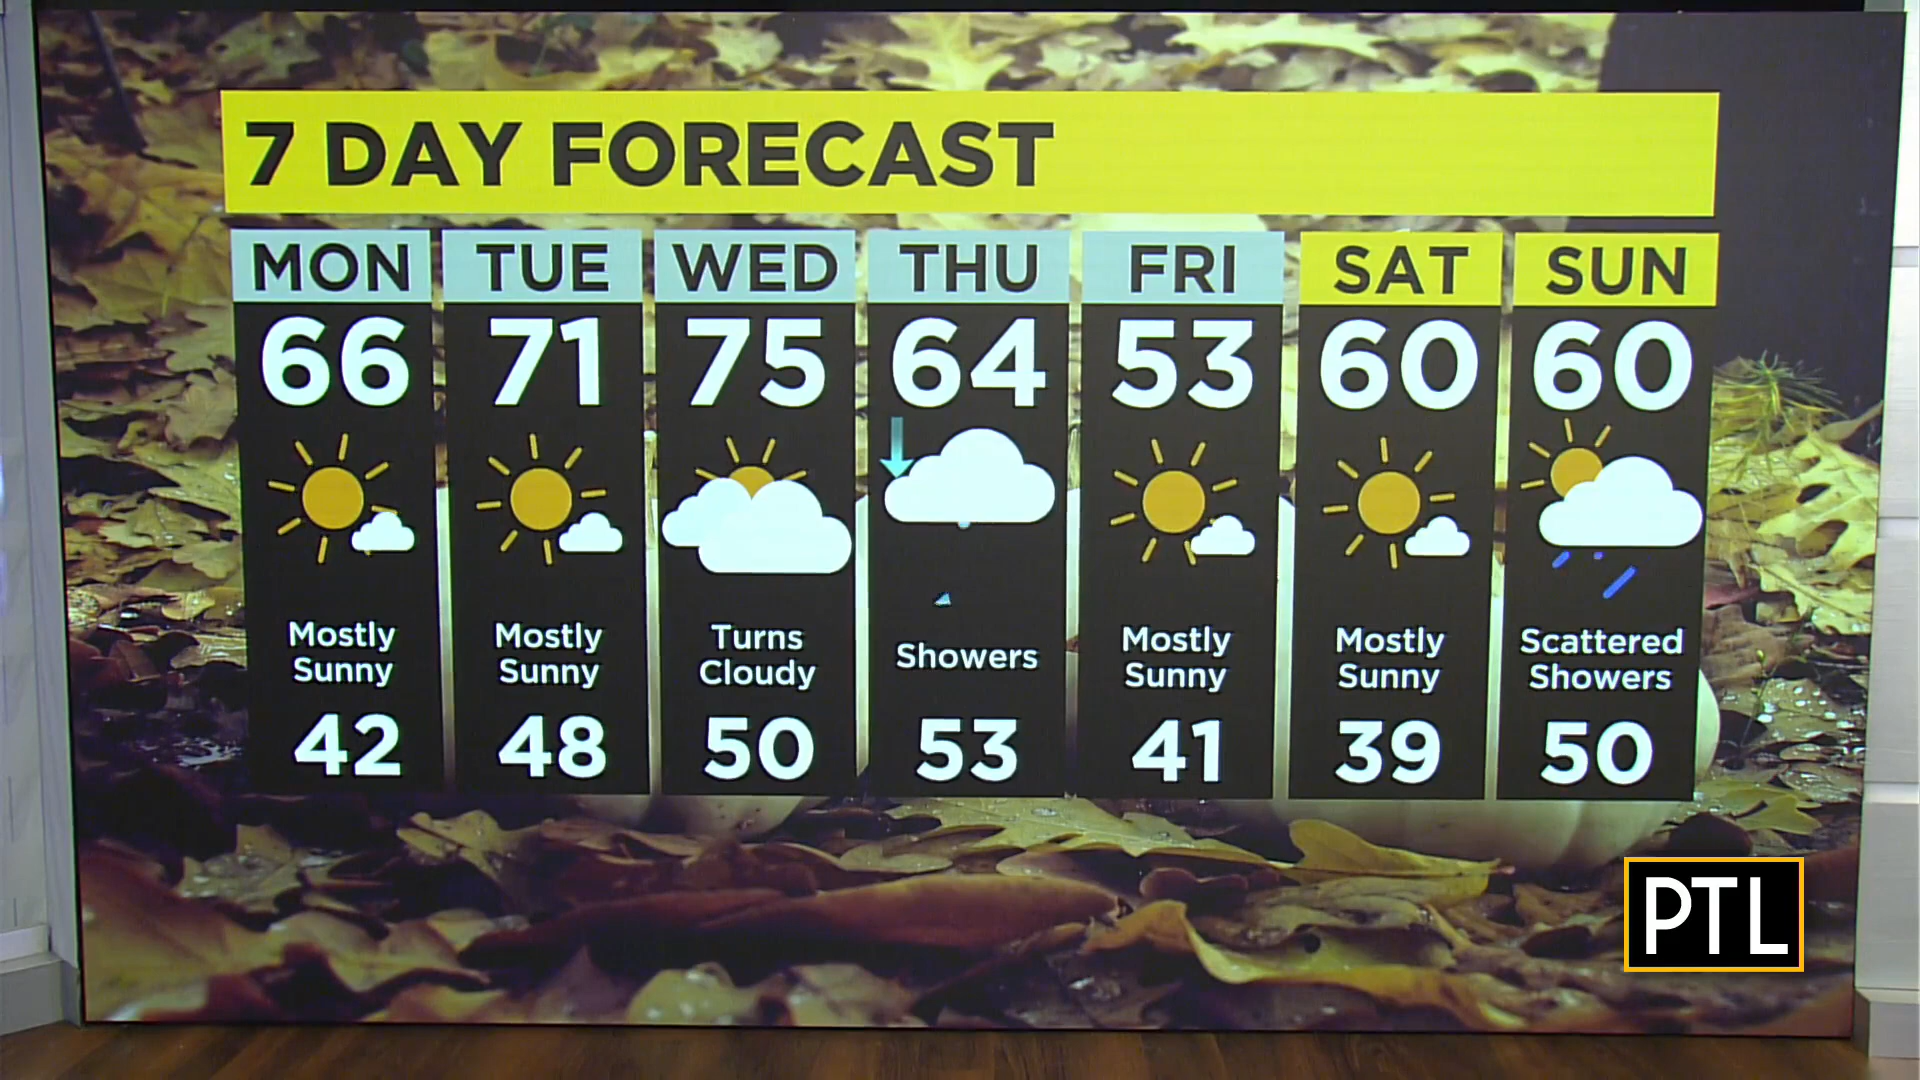 7 DAY FORECAST
MON TUE WED THU FRI SAT SUN
66 71 75 64 53 60 60
Mostly
Sunny
Mostly
Sunny
Turns
Cloudy
Showers
Mostly
Sunny
Mostly
Sunny
Scattered
Showers
42 48 50 53 41 39 50
PTL